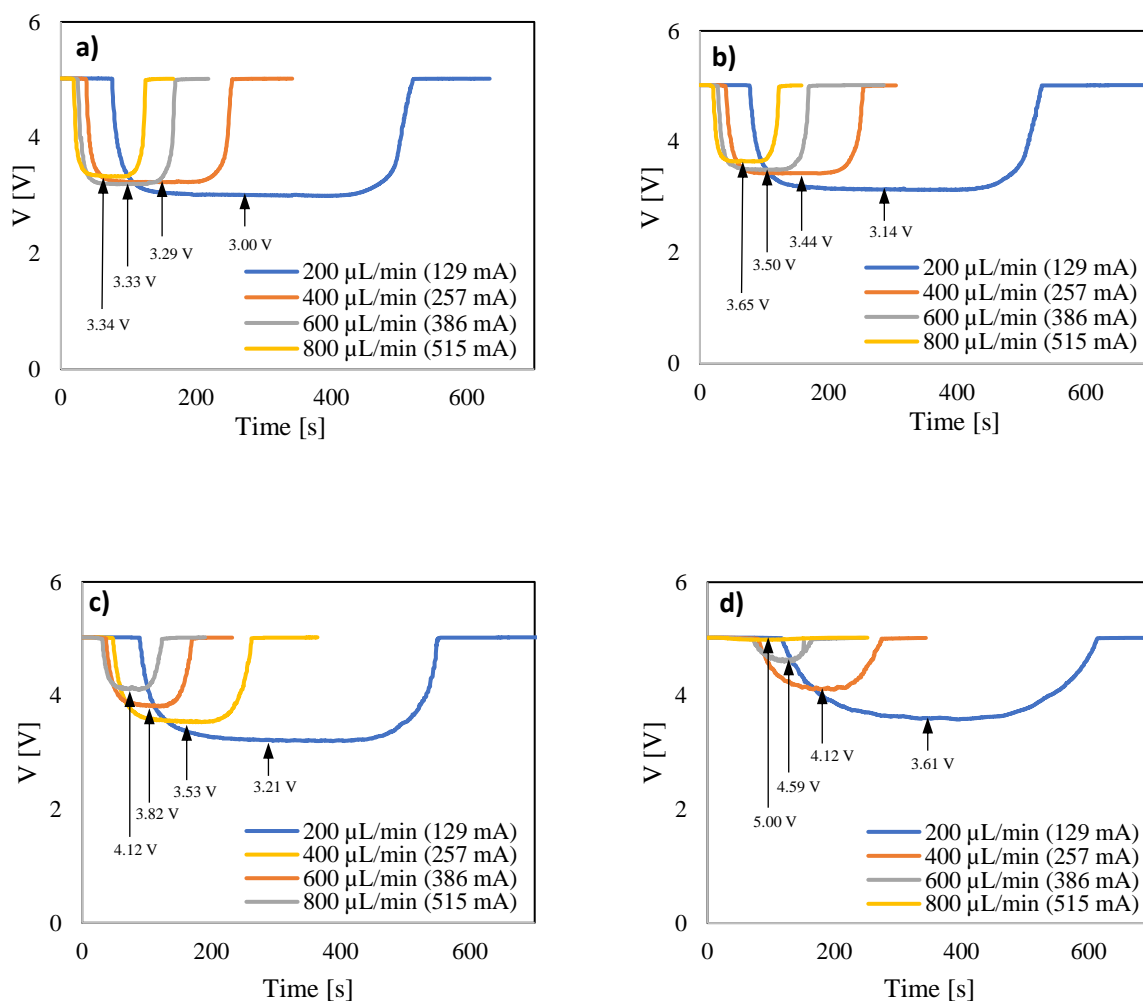 a)
6
4
2
0
V [V]
3.34 V
3.33 V
3.29 V
3.00 V
200 µL/min (129 mA)
400 µL/min (257 mA)
600 µL/min (386 mA)
800 µL/min (515 mA)
0
200
400
600
Time [s]
b)
6
4
2
0
V [V]
3.65 V
3.50 V
3.44 V
3.14 V
200 µL/min (129 mA)
400 µL/min (257 mA)
600 µL/min (386 mA)
800 µL/min (515 mA)
0
200
400
600
Time [s]
c)
6
4
2
0
V [V]
4.12 V
3.82 V
3.53 V
3.21 V
200 µL/min (129 mA)
400 µL/min (257 mA)
600 µL/min (386 mA)
800 µL/min (515 mA)
0
200
400
600
Time [s]
d)
6
4
2
0
V [V]
5.00 V
4.59 V
4.12 V
3.61 V
200 µL/min (129 mA)
400 µL/min (257 mA)
600 µL/min (386 mA)
800 µL/min (515 mA)
0
200
400
600
Time [s]